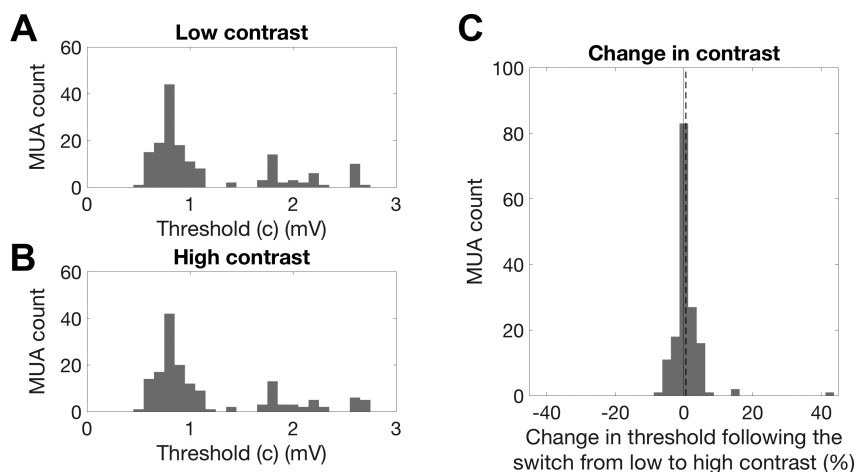 A
Low contrast
MUA count
60
40
20
0
0 1 2 3
Threshold (c) (mV)
B
High contrast
MUA count
60
40
20
0
0 1 2 3
Threshold (c) (mV)
C
Change in contrast
MUA count
100
80
60
40
20
0
-40 -20 0 20 40
Change in threshold following the
switch from low to high contrast (%)